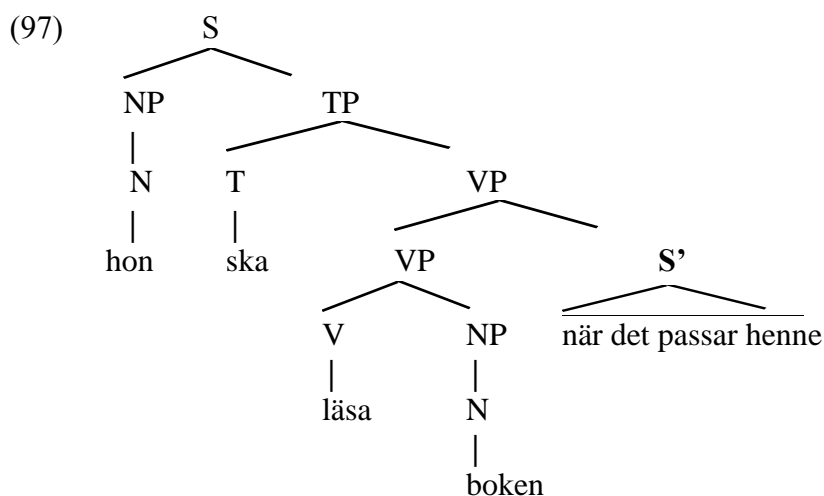 (97) S
NP TP
N T VP
hon ska VP S’
V NP när det passar henne
läsa N
boken